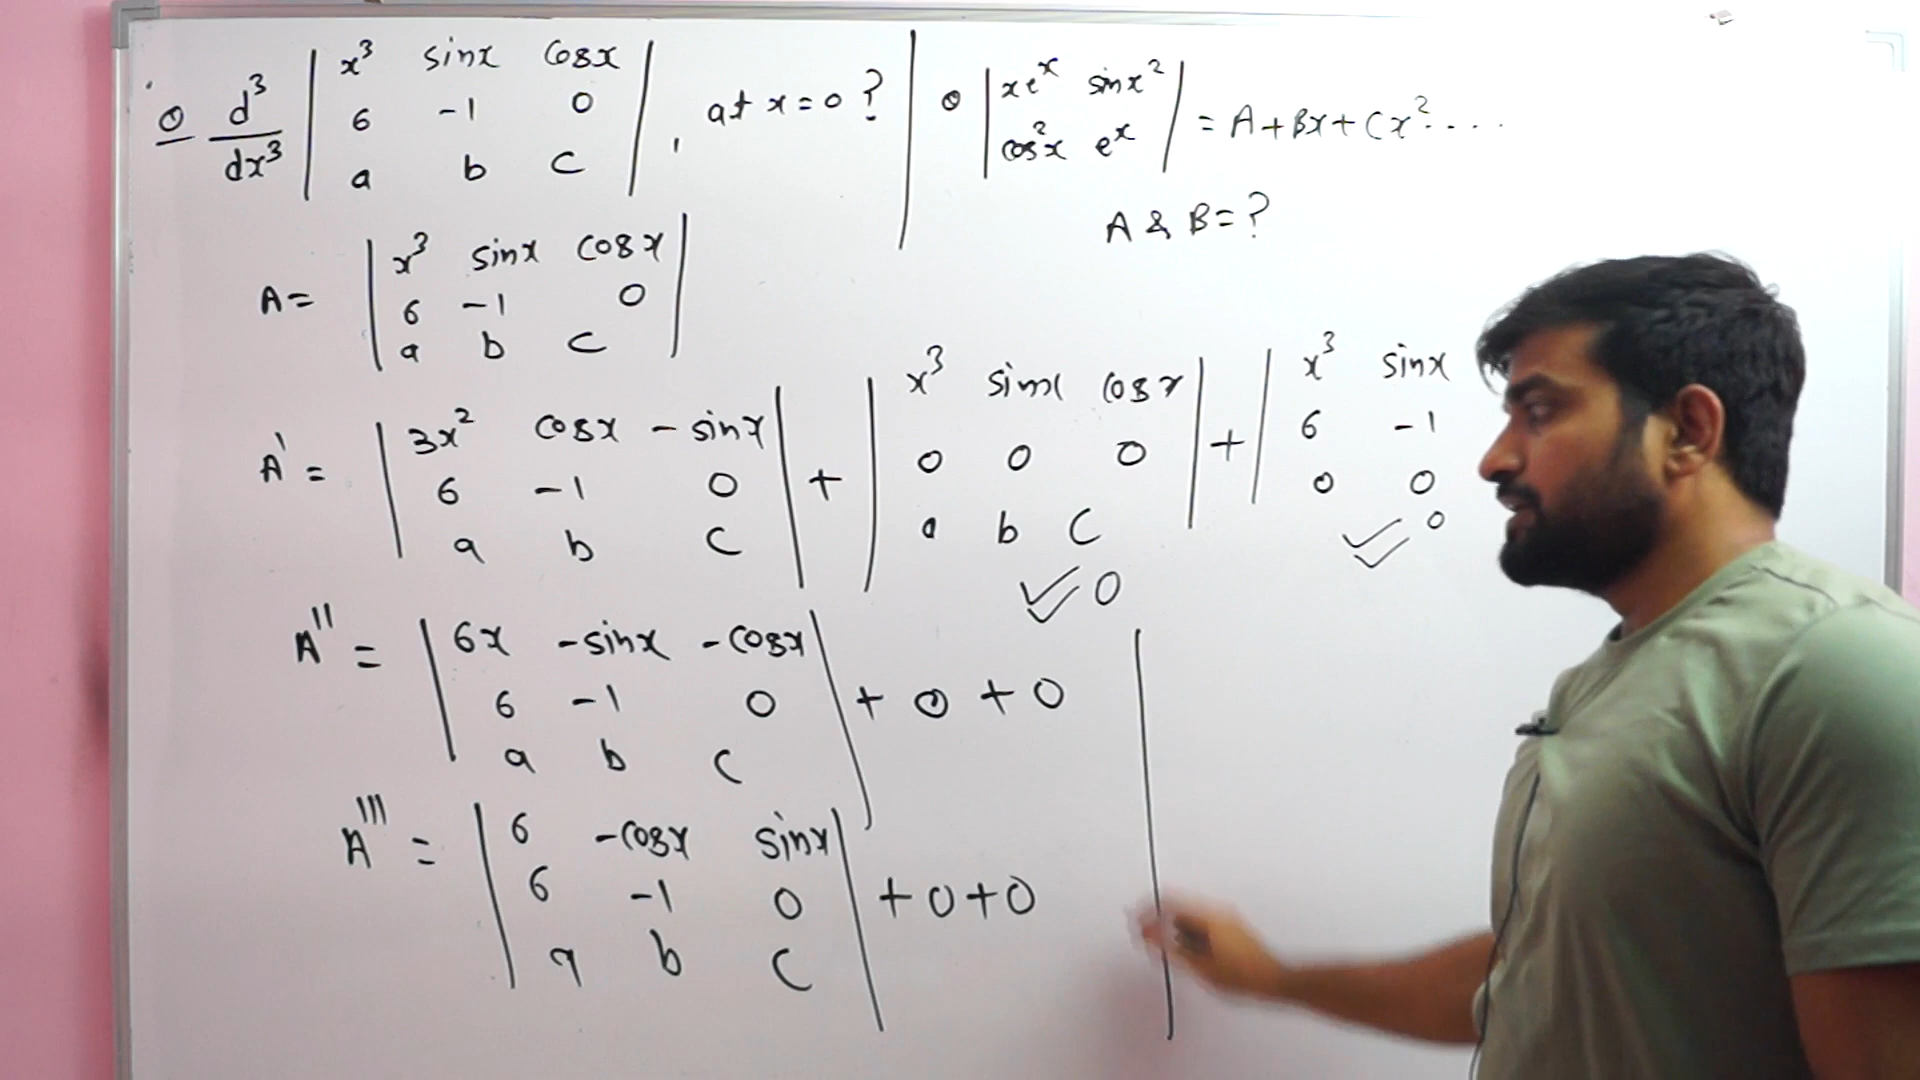 x³ sinx cosx
d³/dx³ 6 -1 0 , at x=0 ?
a b c
xeˣ sinx²
cos²x eˣ = A+Bx+Cx²....
A & B=?
x³ sinx cosx
A= 6 -1 0
a b c
A' = 3x² cosx -sinx + x³ sinx cosx + x³ sinx
6 -1 0 0 0 0 6 -1
a b c a b c 0 0
✓ 0 ✓ 0
A'' = 6x -sinx -cosx
6 -1 0 + 0 + 0
a b c
A''' = 6 -cosx sinx
6 -1 0 +0+0
a b c